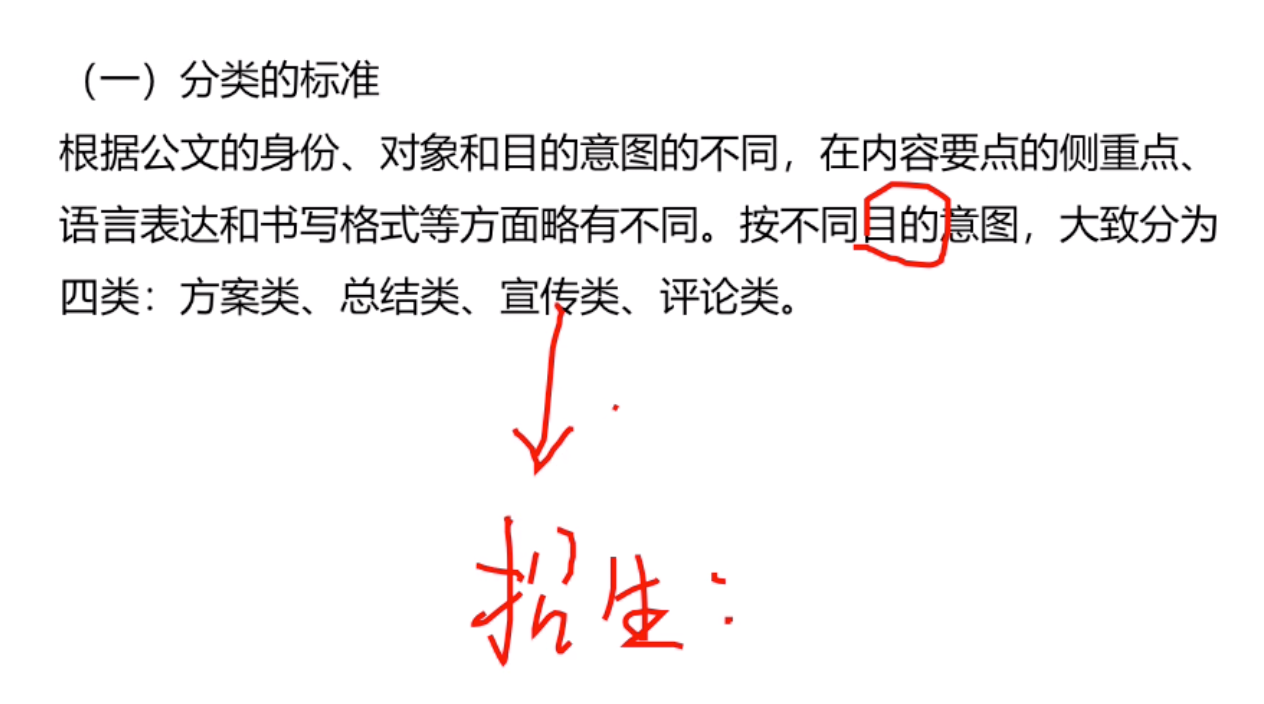 （一）分类的标准
根据公文的身份、对象和目的意图的不同，在内容要点的侧重点、
语言表达和书写格式等方面略有不同。按不同目的意图，大致分为
四类：方案类、总结类、宣传类、评论类。
招生：